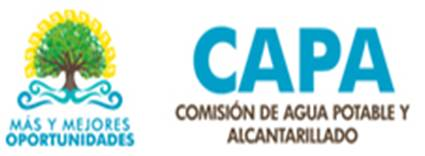 MÁS Y MEJORES
OPORTUNIDADES
CAPA
COMISIÓN DE AGUA POTABLE Y
ALCANTARILLADO